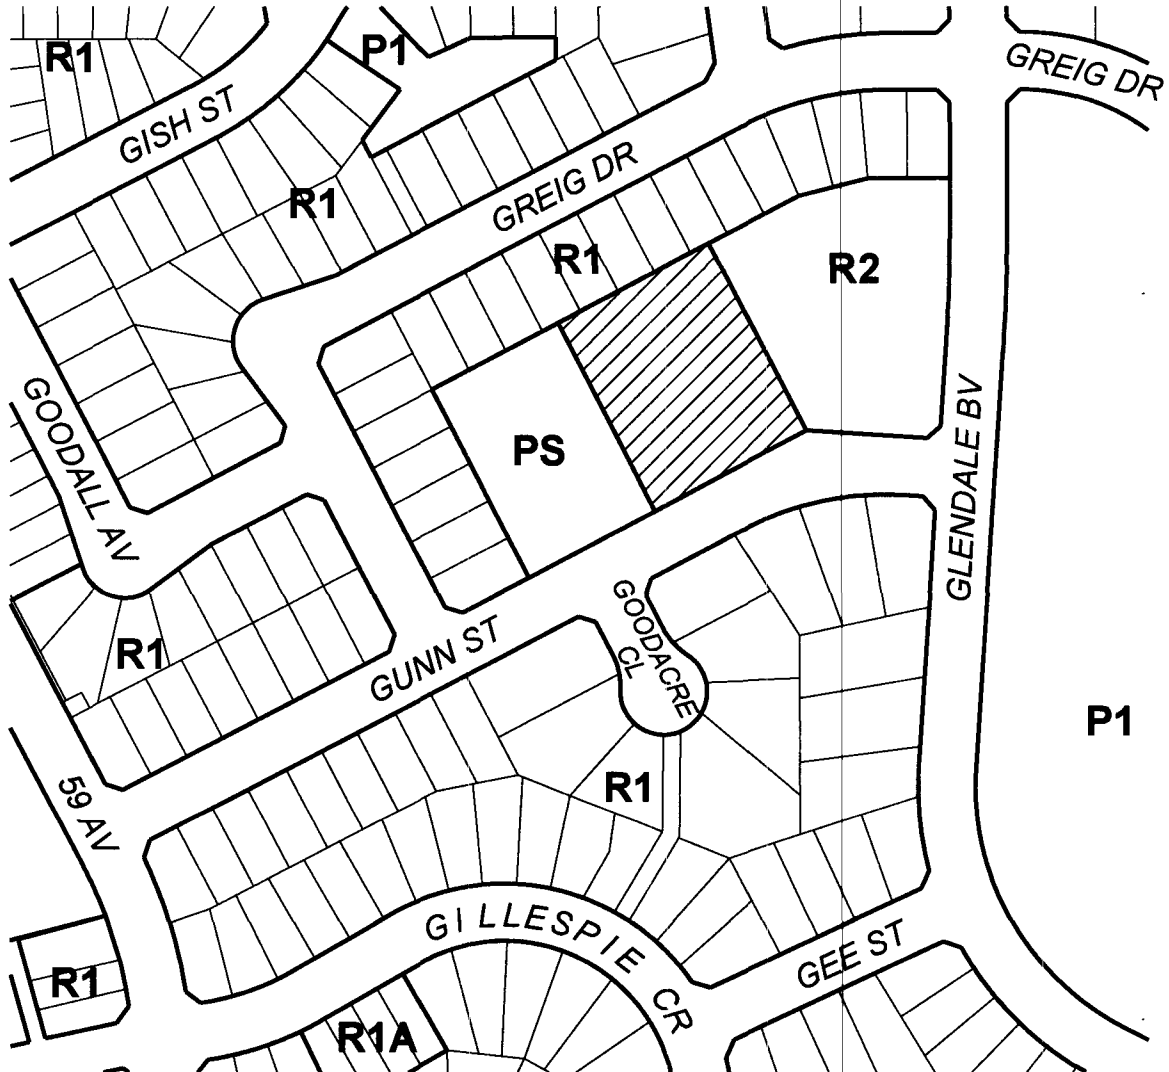 R1
P1
GREIG DR
GISH ST
R1
GREIG DR
R1
R2
GOODALL AV
PS
GLENDALE BV
GOODACRE
CL
R1
GUNN ST
P1
R1
59 AV
GILLESPIE CR
GEE ST
R1
R1A